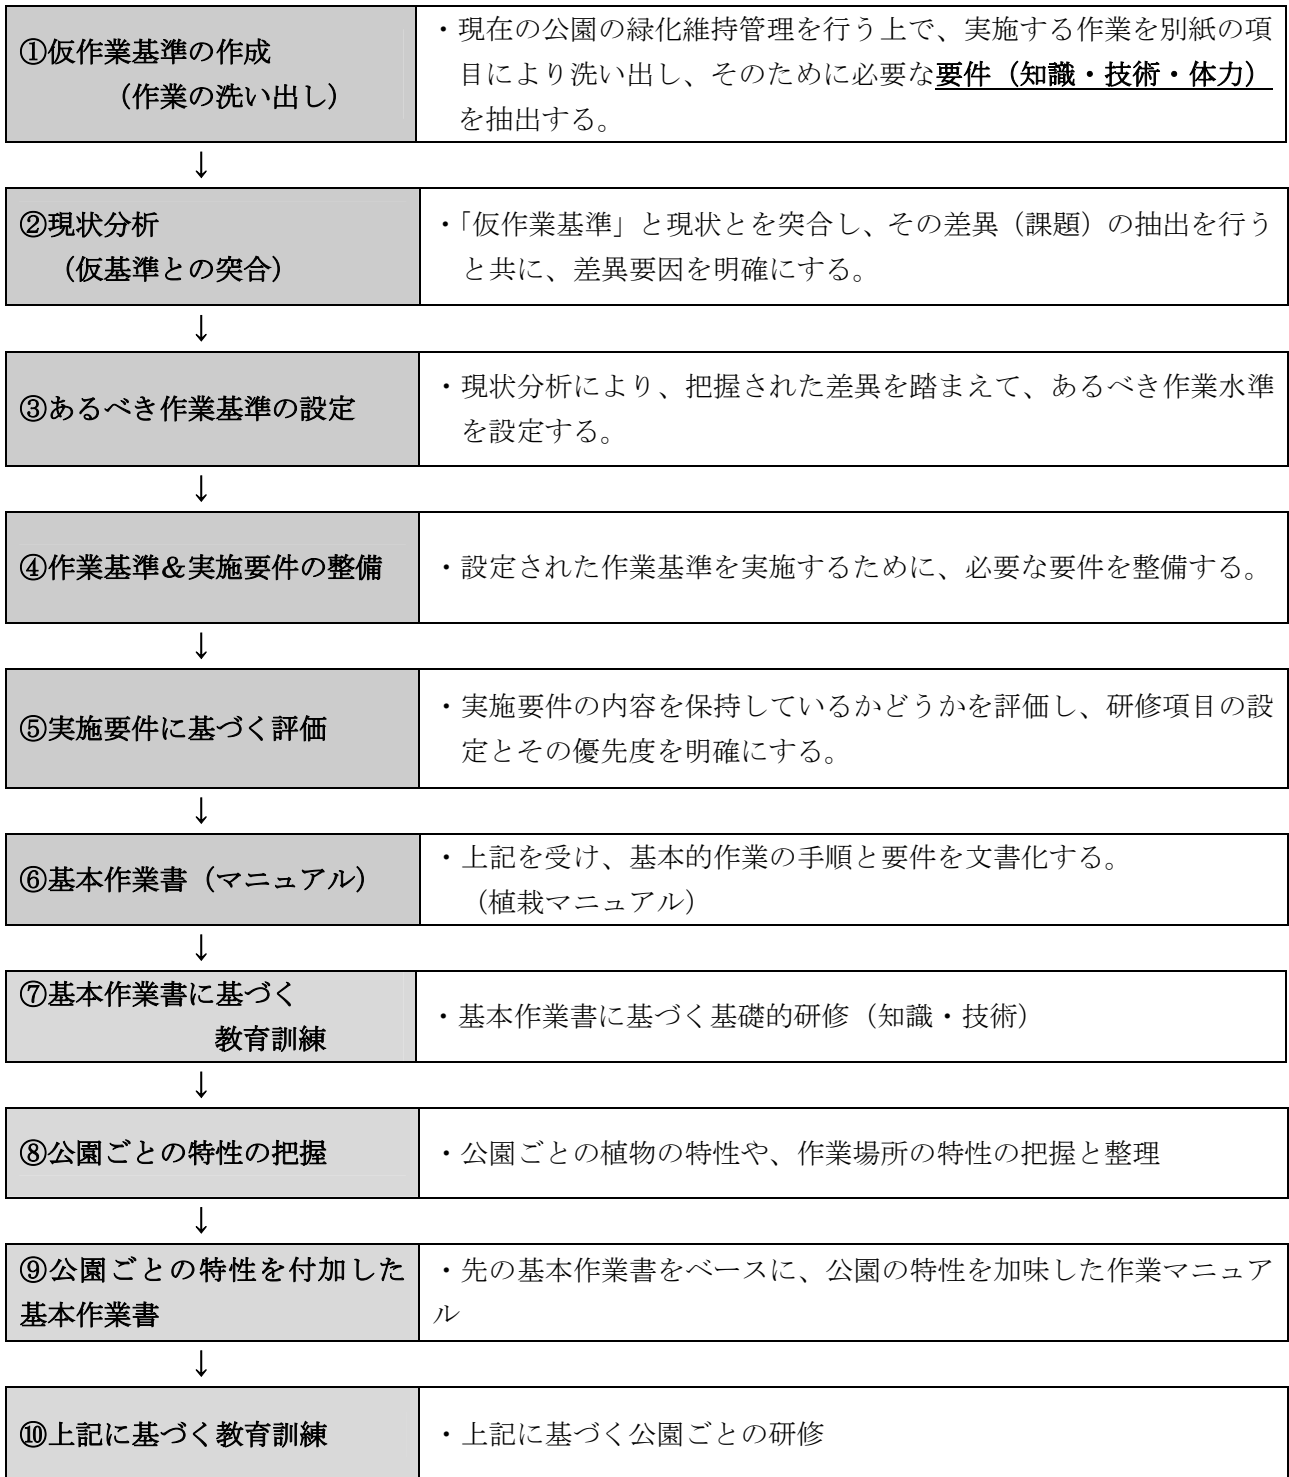 ①仮作業基準の作成
（作業の洗い出し）
・現在の公園の緑化維持管理を行う上で、実施する作業を別紙の項
目により洗い出し、そのために必要な要件（知識・技術・体力）
を抽出する。
↓
②現状分析
（仮基準との突合）
・「仮作業基準」と現状とを突合し、その差異（課題）の抽出を行う
と共に、差異要因を明確にする。
↓
③あるべき作業基準の設定
・現状分析により、把握された差異を踏まえて、あるべき作業水準
を設定する。
↓
④作業基準＆実施要件の整備
・設定された作業基準を実施するために、必要な要件を整備する。
↓
⑤実施要件に基づく評価
・実施要件の内容を保持しているかどうかを評価し、研修項目の設
定とその優先度を明確にする。
↓
⑥基本作業書（マニュアル）
・上記を受け、基本的作業の手順と要件を文書化する。
（植栽マニュアル）
↓
⑦基本作業書に基づく
教育訓練
・基本作業書に基づく基礎的研修（知識・技術）
↓
⑧公園ごとの特性の把握
・公園ごとの植物の特性や、作業場所の特性の把握と整理
↓
⑨公園ごとの特性を付加した
基本作業書
・先の基本作業書をベースに、公園の特性を加味した作業マニュア
ル
↓
⑩上記に基づく教育訓練
・上記に基づく公園ごとの研修